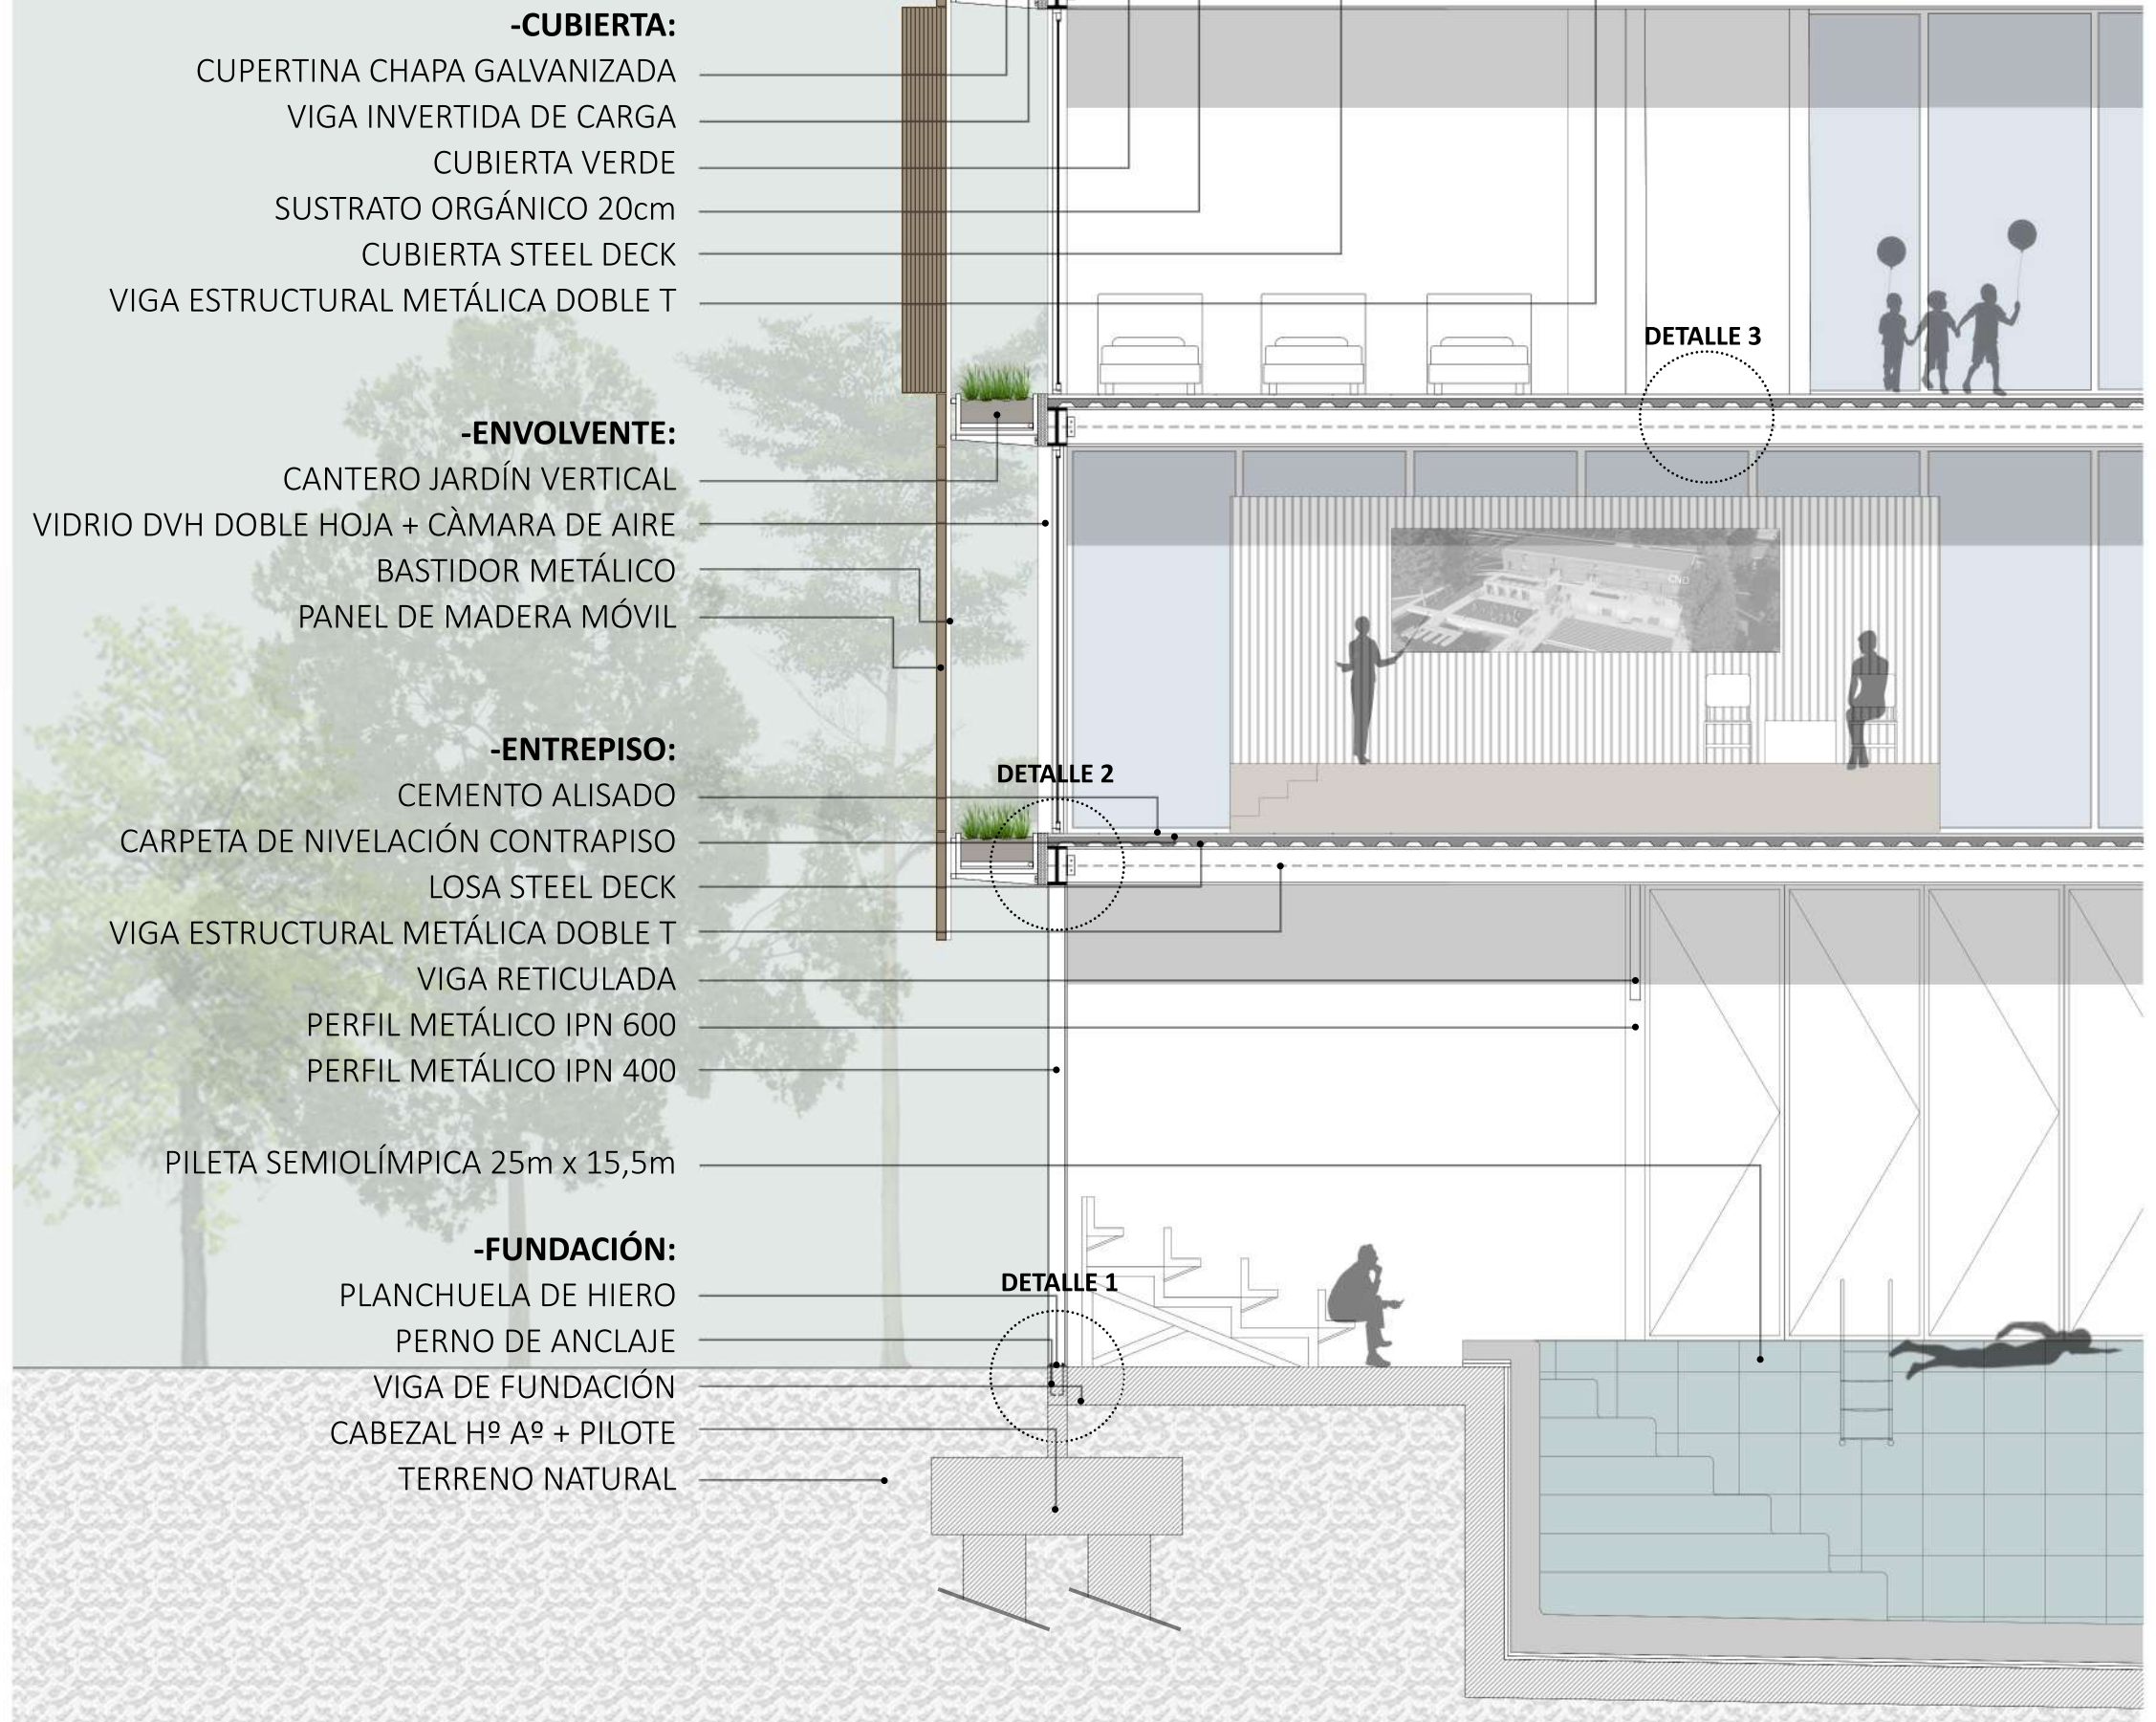 -CUBIERTA:
CUPERTINA CHAPA GALVANIZADA
VIGA INVERTIDA DE CARGA
CUBIERTA VERDE
SUSTRATO ORGÁNICO 20cm
CUBIERTA STEEL DECK
VIGA ESTRUCTURAL METÁLICA DOBLE T
DETALLE 3
-ENVOLVENTE:
CANTERO JARDÍN VERTICAL
VIDRIO DVH DOBLE HOJA + CÀMARA DE AIRE
BASTIDOR METÁLICO
PANEL DE MADERA MÓVIL
-ENTREPISO:
DETALLE 2
CEMENTO ALISADO
CARPETA DE NIVELACIÓN CONTRAPISO
LOSA STEEL DECK
VIGA ESTRUCTURAL METÁLICA DOBLE T
VIGA RETICULADA
PERFIL METÁLICO IPN 600
PERFIL METÁLICO IPN 400
PILETA SEMIOLÍMPICA 25m x 15,5m
-FUNDACIÓN:
DETALLE 1
PLANCHUELA DE HIERO
PERNO DE ANCLAJE
VIGA DE FUNDACIÓN
CABEZAL Hº Aº + PILOTE
TERRENO NATURAL